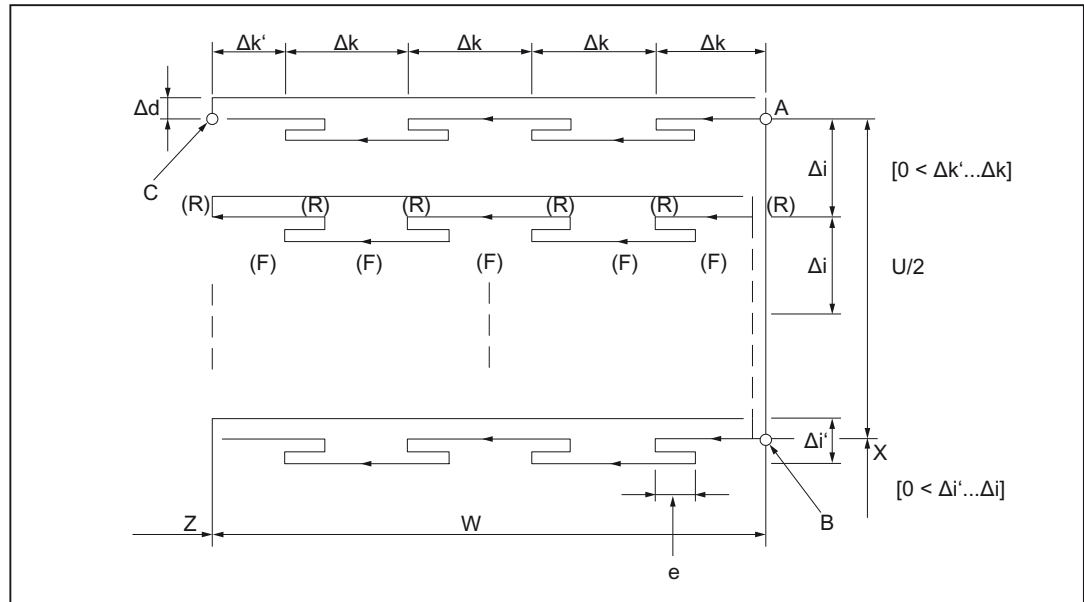 Δk‘ Δk Δk Δk Δk
Δd
A
C
Δi
[0 < Δk‘...Δk]
(R) (R) (R) (R) (R) (R)
(F) (F) (F) (F) (F)
Δi
U/2
Δi‘
X
[0 < Δi‘...Δi]
Z
W
B
e